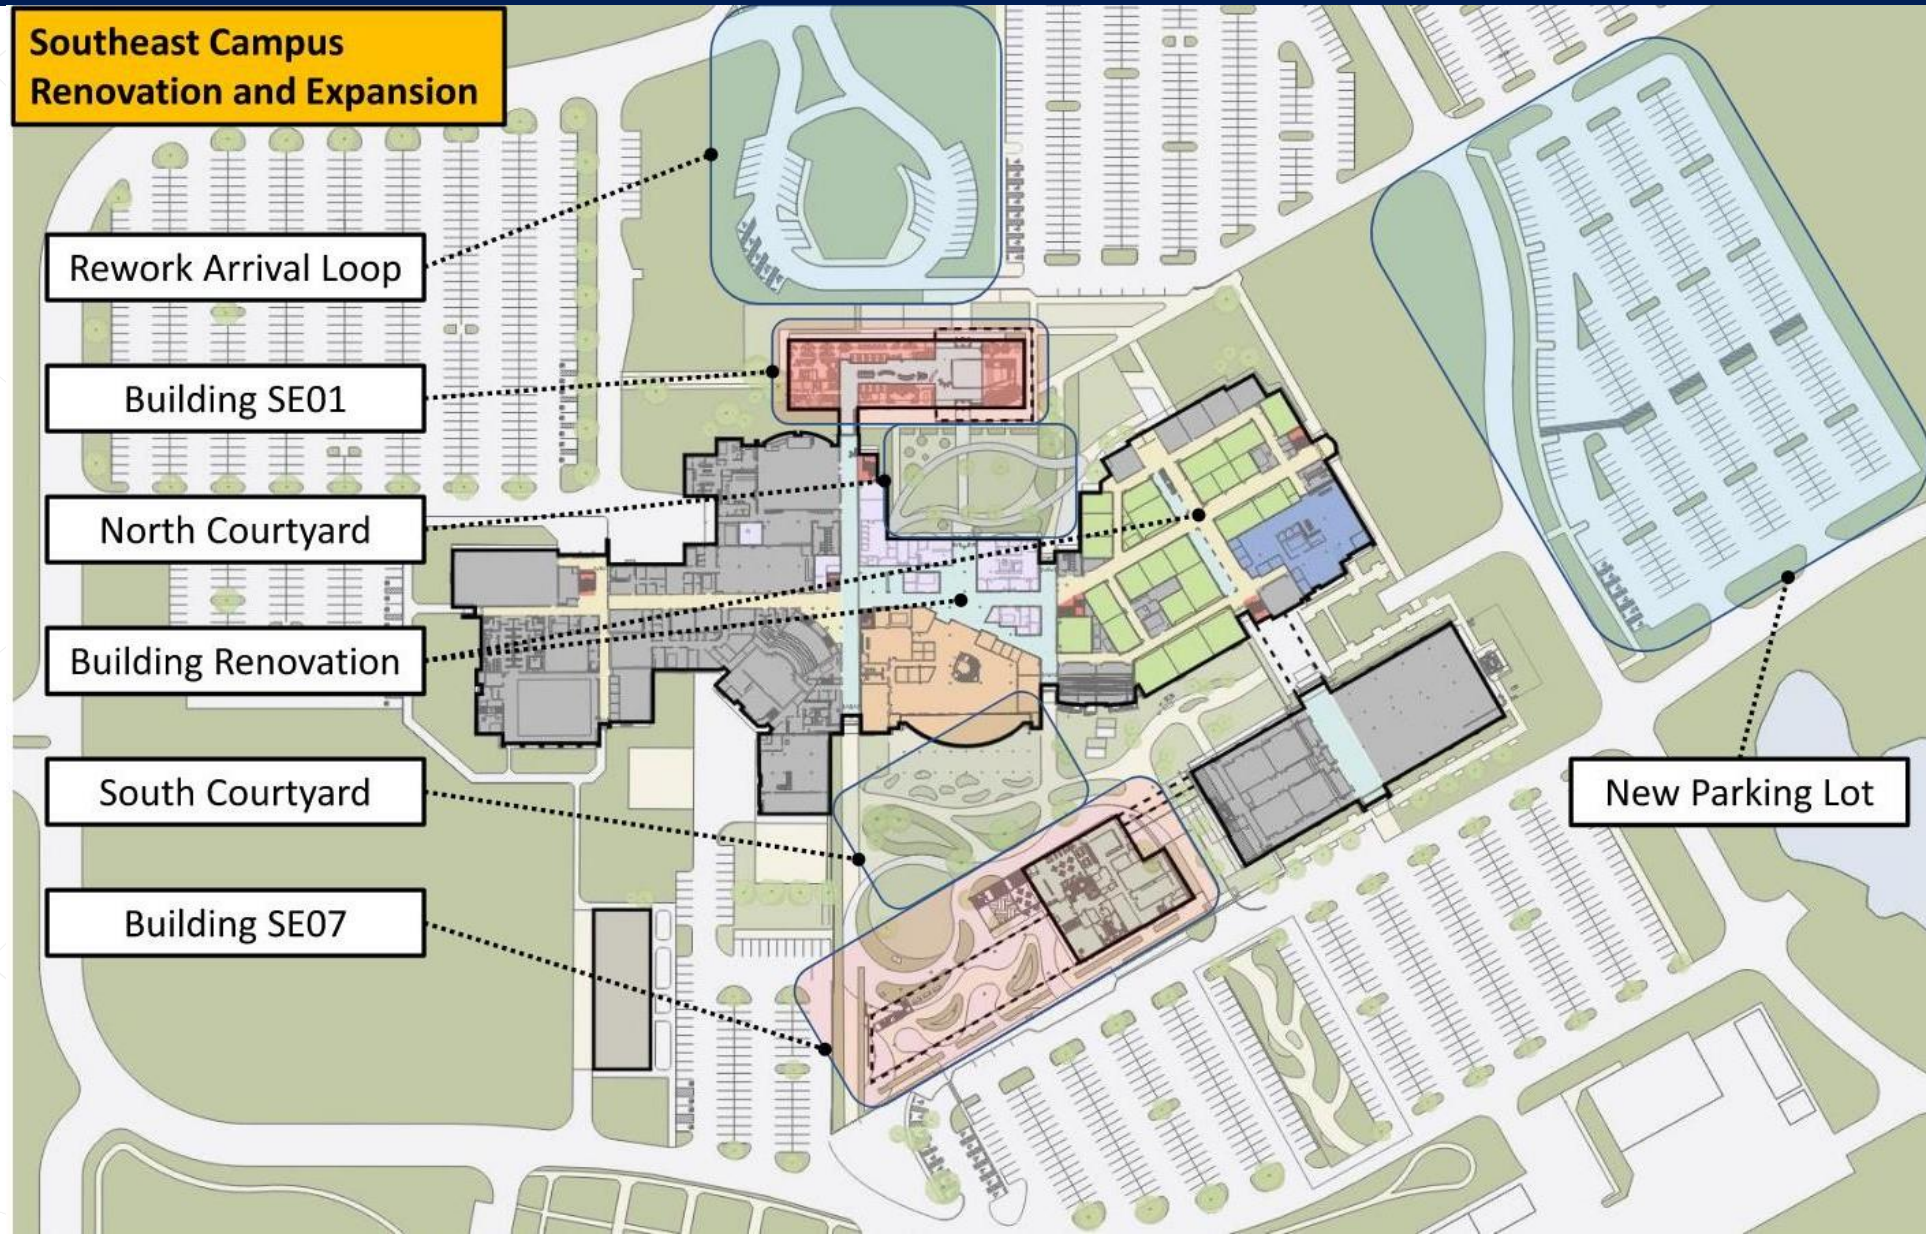 Southeast Campus
Renovation and Expansion
Rework Arrival Loop
Building SE01
North Courtyard
Building Renovation
South Courtyard
Building SE07
New Parking Lot